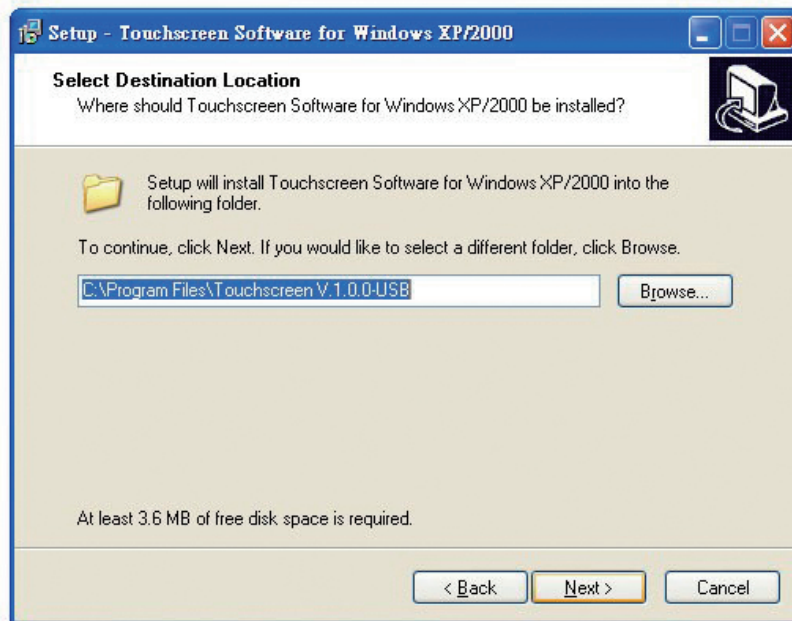 Setup - Touchscreen Software for Windows XP/2000
Select Destination Location
Where should Touchscreen Software for Windows XP/2000 be installed?
Setup will install Touchscreen Software for Windows XP/2000 into the
following folder.
To continue, click Next. If you would like to select a different folder, click Browse.
C:\Program Files\Touchscreen V.1.0.0-USB
Browse...
At least 3.6 MB of free disk space is required.
< Back
Next >
Cancel